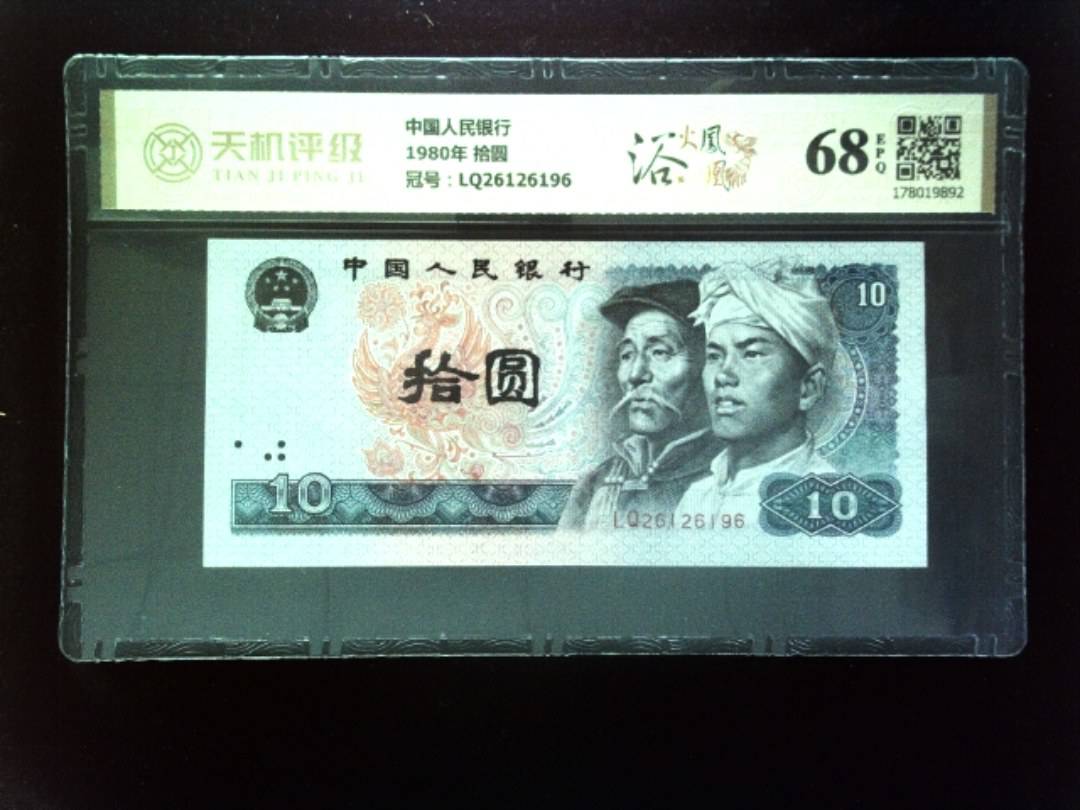 天机评级
TIAN JI PING JI
中国人民银行
1980年 拾圆
冠号：LQ26126196
浴火凤凰
68
EPQ
178019892
中国人民银行
10
拾圆
10
LQ26126196
10